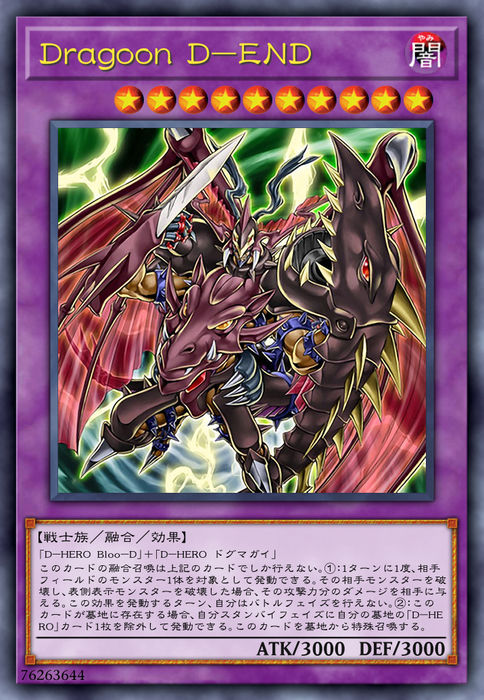 Dragoon D－END
やみ
闇
【戦士族／融合／効果】
「D－HERO Bloo－D」＋「D－HERO ドグマガイ」
このカードの融合召喚は上記のカードでしか行えない。①：1ターンに1度、相手
フィールドのモンスター1体を対象として発動できる。その相手モンスターを破
壊し、表側表示モンスターを破壊した場合、その攻撃力分のダメージを相手に与
える。この効果を発動するターン、自分はバトルフェイズを行えない。②：この
カードが墓地に存在する場合、自分スタンバイフェイズに自分の墓地の「D－HE
RO」カード1枚を除外して発動できる。このカードを墓地から特殊召喚する。
ATK/3000 DEF/3000
76263644